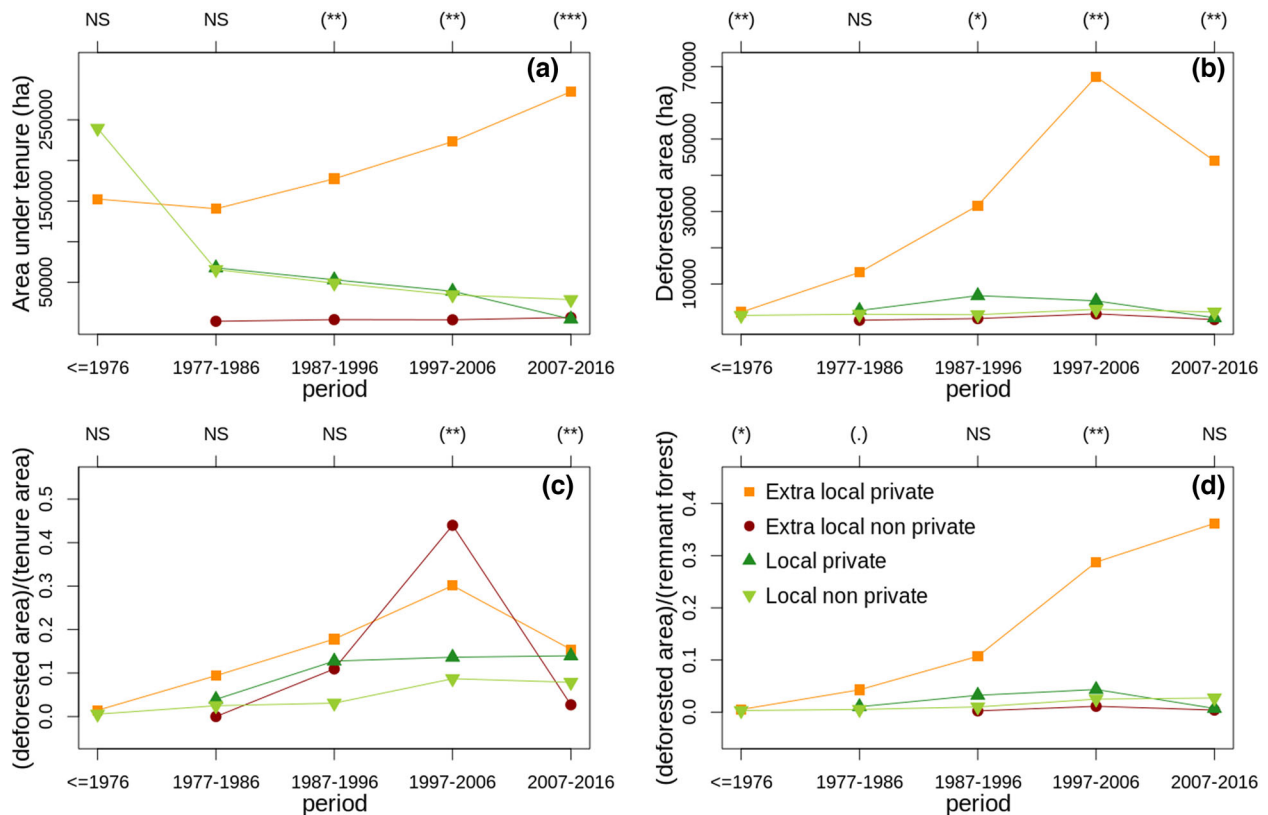 NS NS (**) (**) (***)
(a)
Area under tenure (ha)
250000
150000
50000
<=1976 1977-1986 1987-1996 1997-2006 2007-2016
period
(**) NS (*) (**) (**)
(b)
Deforested area (ha)
70000
50000
30000
10000
<=1976 1977-1986 1987-1996 1997-2006 2007-2016
period
NS NS NS (**) (**)
(c)
(deforested area)/(tenure area)
0.5
0.4
0.3
0.2
0.1
0.0
<=1976 1977-1986 1987-1996 1997-2006 2007-2016
period
(*) (.) NS (**) NS
(d)
(deforested area)/(remnant forest)
0.4
0.3
0.2
0.1
0.0
Extra local private
Extra local non private
Local private
Local non private
<=1976 1977-1986 1987-1996 1997-2006 2007-2016
period